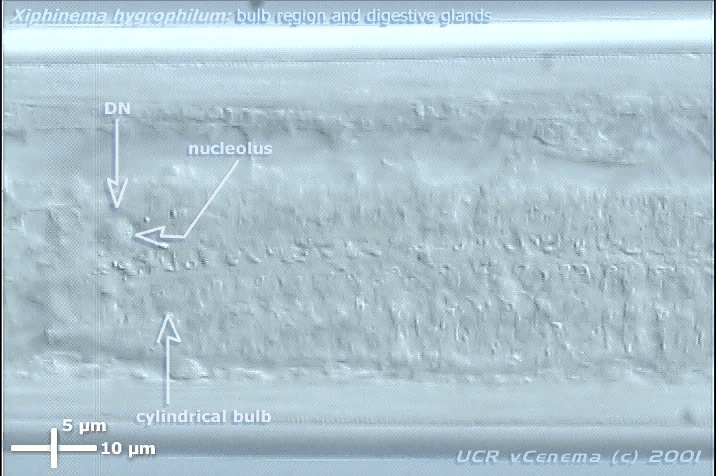 Xiphinema hygrophilum: bulb region and digestive glands
DN
nucleolus
cylindrical bulb
5 µm
10 µm
UCR vCenema (c) 2001